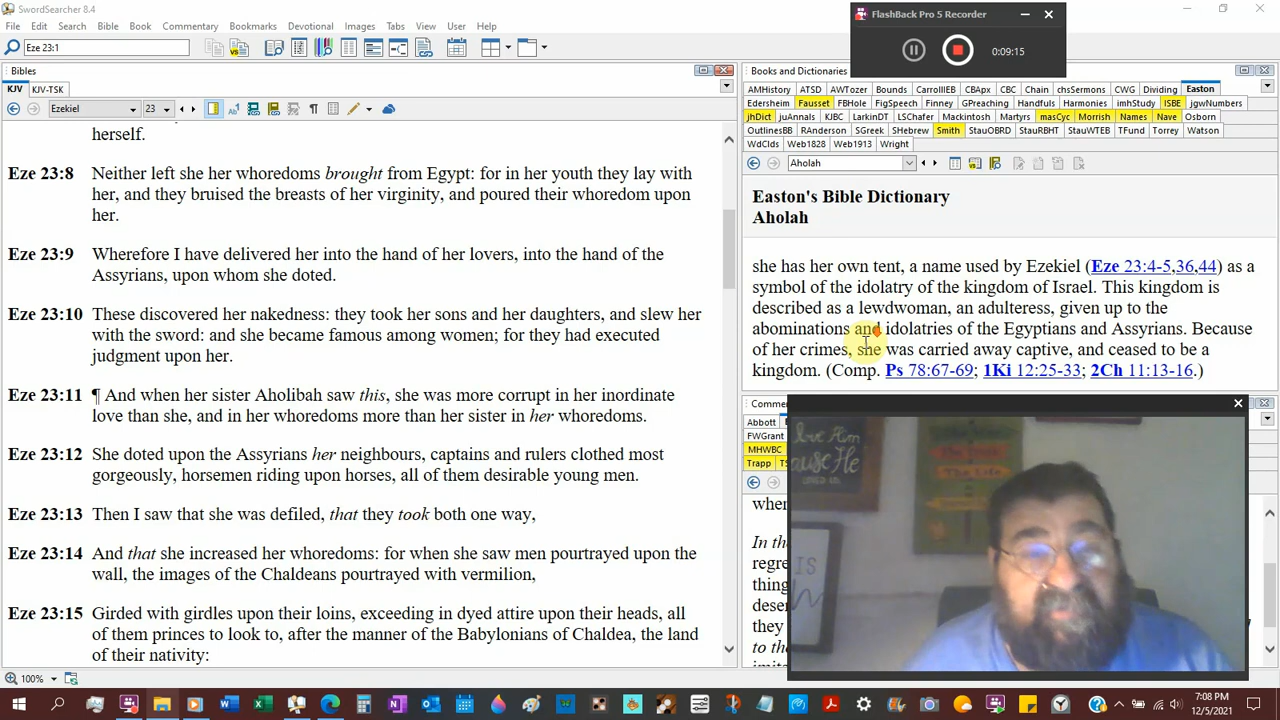 SwordSearcher 8.4
File Edit Search Bible Book Commentary Bookmarks Devotional Images Tabs View User Help
Eze 23:1
Bibles
KJV KJV-TSK
Ezekiel 23
herself.
Eze 23:8 Neither left she her whoredoms brought from Egypt: for in her youth they lay with
her, and they bruised the breasts of her virginity, and poured their whoredom upon
her.
Eze 23:9 Wherefore I have delivered her into the hand of her lovers, into the hand of the
Assyrians, upon whom she doted.
Eze 23:10 These discovered her nakedness: they took her sons and her daughters, and slew her
with the sword: and she became famous among women; for they had executed
judgment upon her.
Eze 23:11 ¶ And when her sister Aholibah saw this, she was more corrupt in her inordinate
love than she, and in her whoredoms more than her sister in her whoredoms.
Eze 23:12 She doted upon the Assyrians her neighbours, captains and rulers clothed most
gorgeously, horsemen riding upon horses, all of them desirable young men.
Eze 23:13 Then I saw that she was defiled, that they took both one way,
Eze 23:14 And that she increased her whoredoms: for when she saw men pourtrayed upon the
wall, the images of the Chaldeans pourtrayed with vermilion,
Eze 23:15 Girded with girdles upon their loins, exceeding in dyed attire upon their heads, all
of them princes to look to, after the manner of the Babylonians of Chaldea, the land
of their nativity:
100%
FlashBack Pro 5 Recorder
0:09:15
Books and Dictionaries
AMHistory ATSD AWTozer Bounds CarrollIEB CBApx CBC Chain chsSermons CWG Dividing Easton
Edersheim Fausset FBHole FigSpeech Finney GPreaching Handfuls Harmonies imhStudy ISBE jgwNumbers
jhDict juAnnals KJBC LarkinDT LSChafer Mackintosh Martyrs masCyc Morrish Names Nave Osborn
OutlinesBB RAnderson SGreek SHebrew Smith StauOBRD StauRBHT StauWTEB TFund Torrey Watson
WdClds Web1828 Web1913 Wright
Aholah
Easton's Bible Dictionary
Aholah
she has her own tent, a name used by Ezekiel (Eze 23:4-5,36,44) as a
symbol of the idolatry of the kingdom of Israel. This kingdom is
described as a lewdwoman, an adulteress, given up to the
abominations and idolatries of the Egyptians and Assyrians. Because
of her crimes, she was carried away captive, and ceased to be a
kingdom. (Comp. Ps 78:67-69; 1Ki 12:25-33; 2Ch 11:13-16.)
Comme
Abbott
FWGrant
MHWBC
Trapp
when
In the
regre
thing
deser
they
to the
7:08 PM
12/5/2021